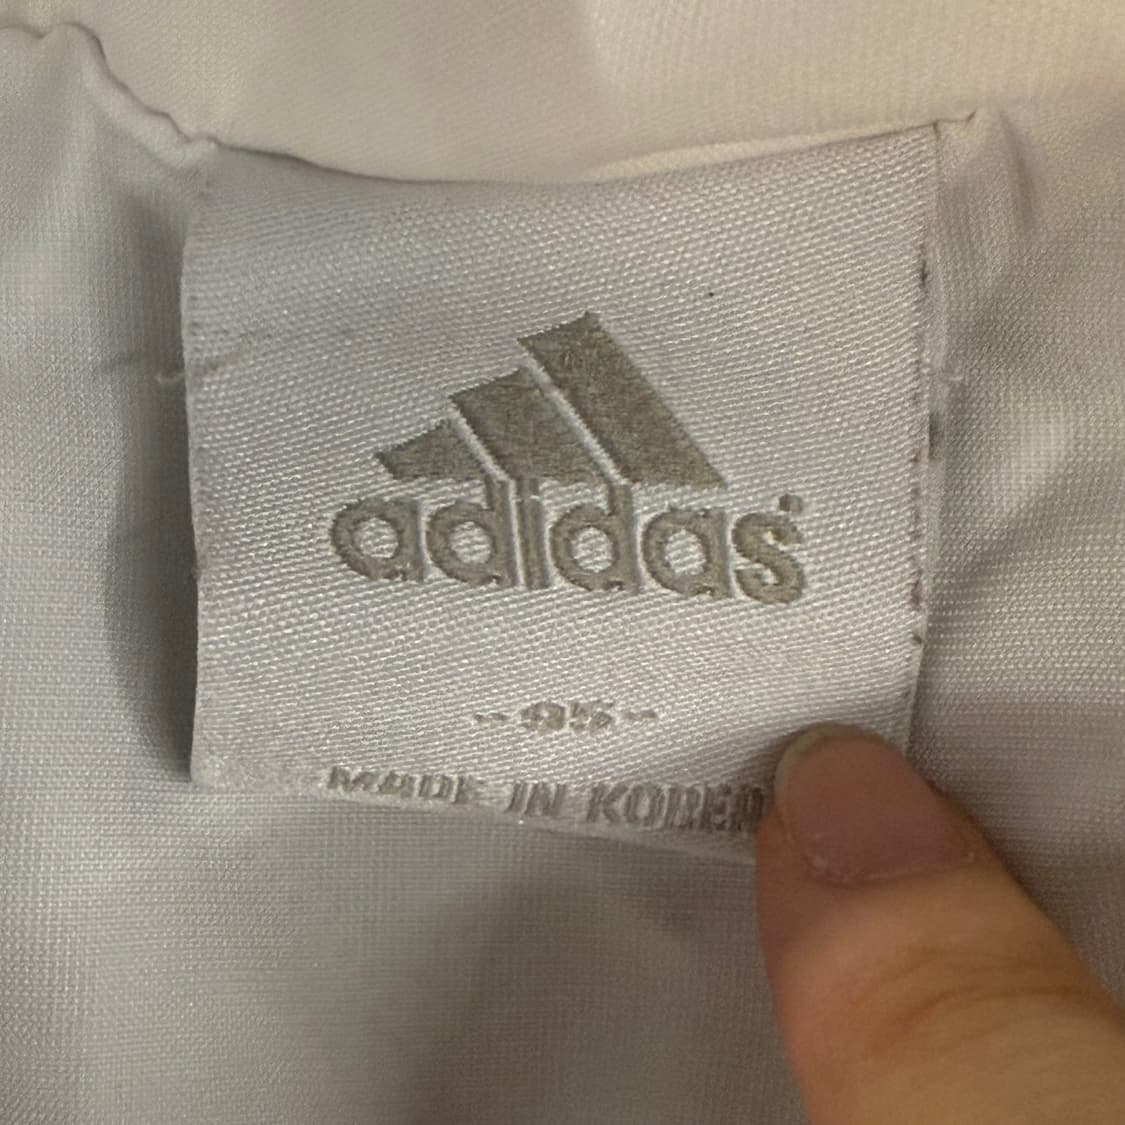 adidas
-95-
MADE IN KOREA